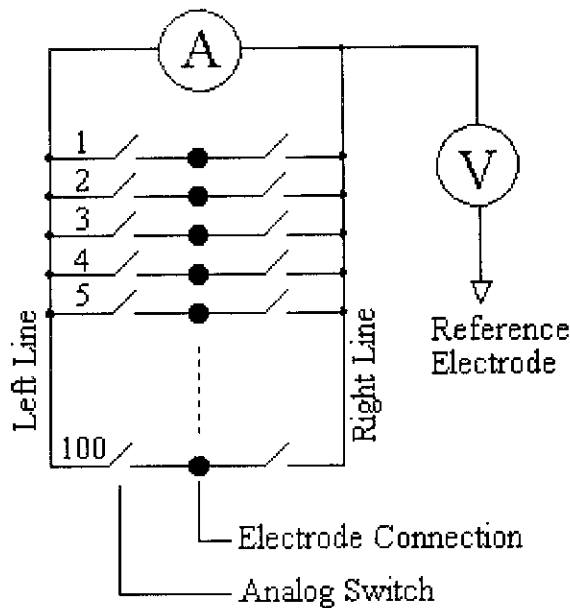 A
1
2
3
4
5
100
V
Left Line
Right Line
Reference
Electrode
Electrode Connection
Analog Switch